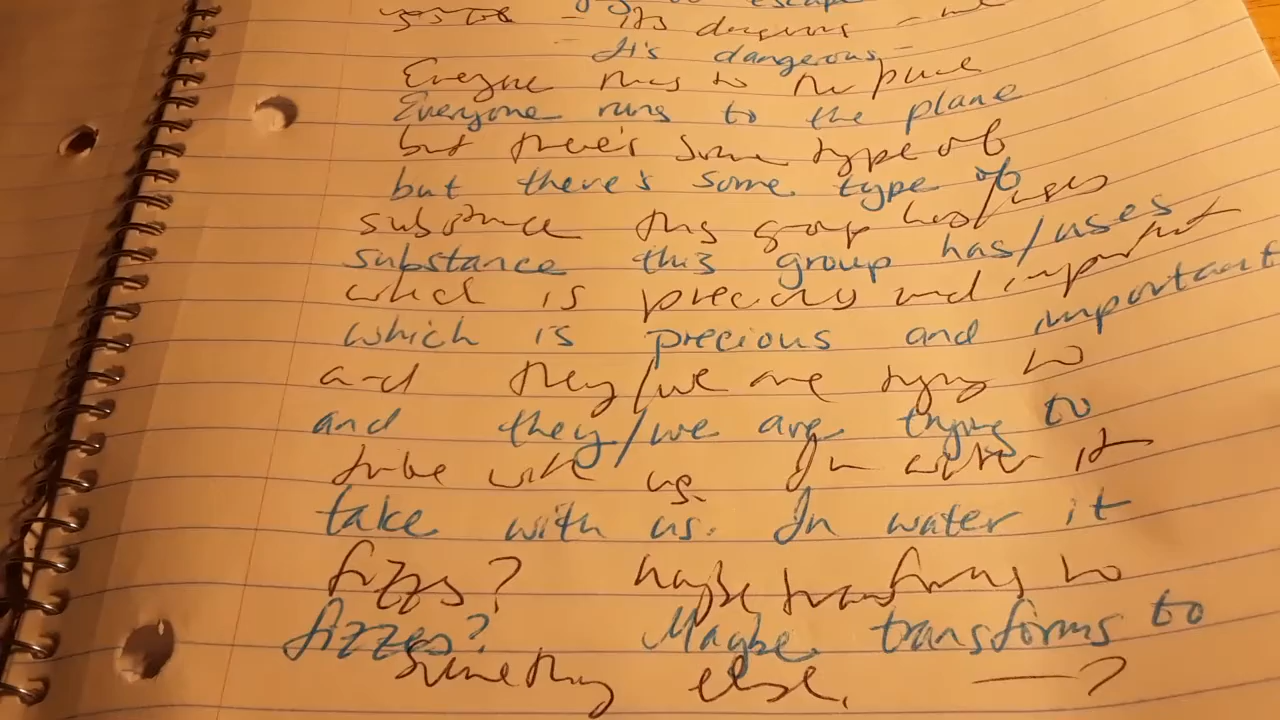 escape
- its dangerous -
- It's dangerous -
Everyone runs to the plane
Everyone runs to the plane
but there's some type of
but there's some type of
substance this group has/uses
substance this group has/uses
which is precious and important
which is precious and important
and they/we are trying to
and they/we are trying to
take with us. In water it
take with us. In water it
fizzes? maybe transforms to
fizzes? Maybe transforms to
something else. —?